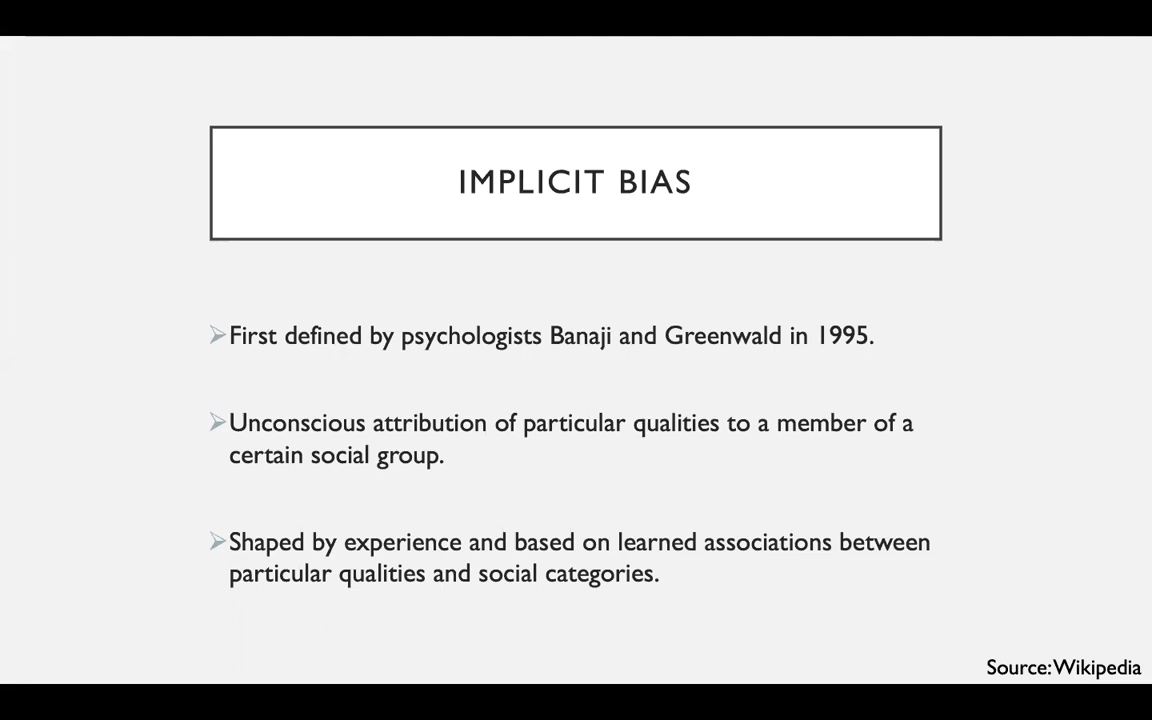 IMPLICIT BIAS
➢First defined by psychologists Banaji and Greenwald in 1995.
➢Unconscious attribution of particular qualities to a member of a
certain social group.
➢Shaped by experience and based on learned associations between
particular qualities and social categories.
Source: Wikipedia